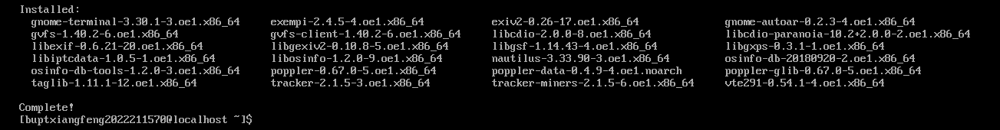 Installed:
gnome-terminal-3.30.1-3.oe1.x86_64 exempi-2.4.5-4.oe1.x86_64 exiv2-0.26-17.oe1.x86_64 gnome-autoar-0.2.3-4.oe1.x86_64
gvfs-1.40.2-6.oe1.x86_64 gvfs-client-1.40.2-6.oe1.x86_64 libcdio-2.0.0-8.oe1.x86_64 libcdio-paranoia-10.2+2.0.0-2.oe1.x86_64
libexif-0.6.21-20.oe1.x86_64 libgexiv2-0.10.8-5.oe1.x86_64 libgsf-1.14.43-4.oe1.x86_64 libgxps-0.3.1-1.oe1.x86_64
libiptcdata-1.0.5-1.oe1.x86_64 libosinfo-1.2.0-9.oe1.x86_64 nautilus-3.33.90-3.oe1.x86_64 osinfo-db-20180920-2.oe1.x86_64
osinfo-db-tools-1.2.0-3.oe1.x86_64 poppler-0.67.0-5.oe1.x86_64 poppler-data-0.4.9-4.oe1.noarch poppler-glib-0.67.0-5.oe1.x86_64
taglib-1.11.1-12.oe1.x86_64 tracker-2.1.5-3.oe1.x86_64 tracker-miners-2.1.5-6.oe1.x86_64 vte291-0.54.1-4.oe1.x86_64
Complete!
[buptxiangfeng2022211570@localhost ~]$